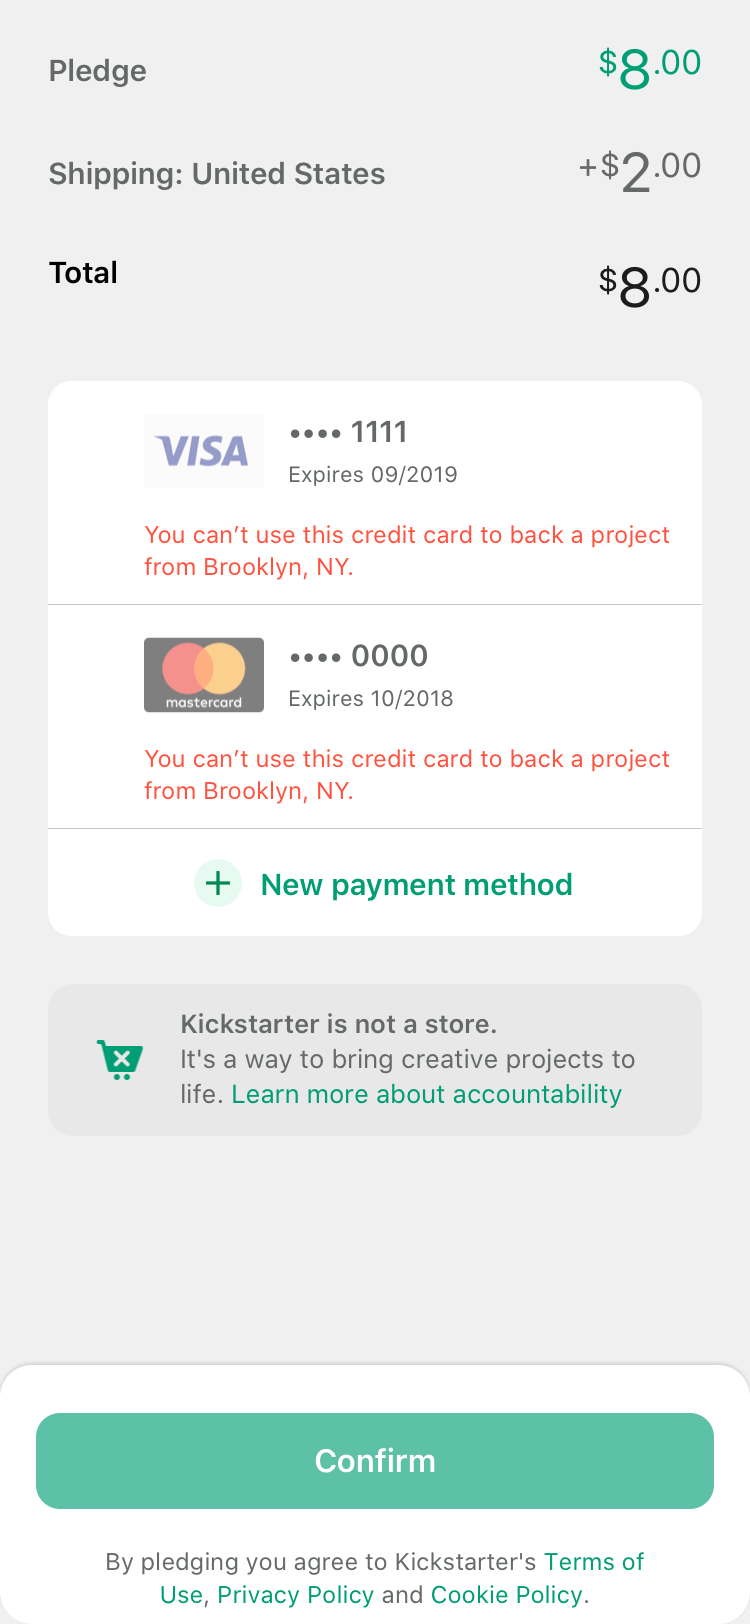 Pledge $8.00
Shipping: United States +$2.00
Total $8.00
VISA •••• 1111
Expires 09/2019
You can’t use this credit card to back a project
from Brooklyn, NY.
•••• 0000
mastercard Expires 10/2018
You can’t use this credit card to back a project
from Brooklyn, NY.
+ New payment method
Kickstarter is not a store.
It's a way to bring creative projects to
life. Learn more about accountability
Confirm
By pledging you agree to Kickstarter's Terms of
Use, Privacy Policy and Cookie Policy.